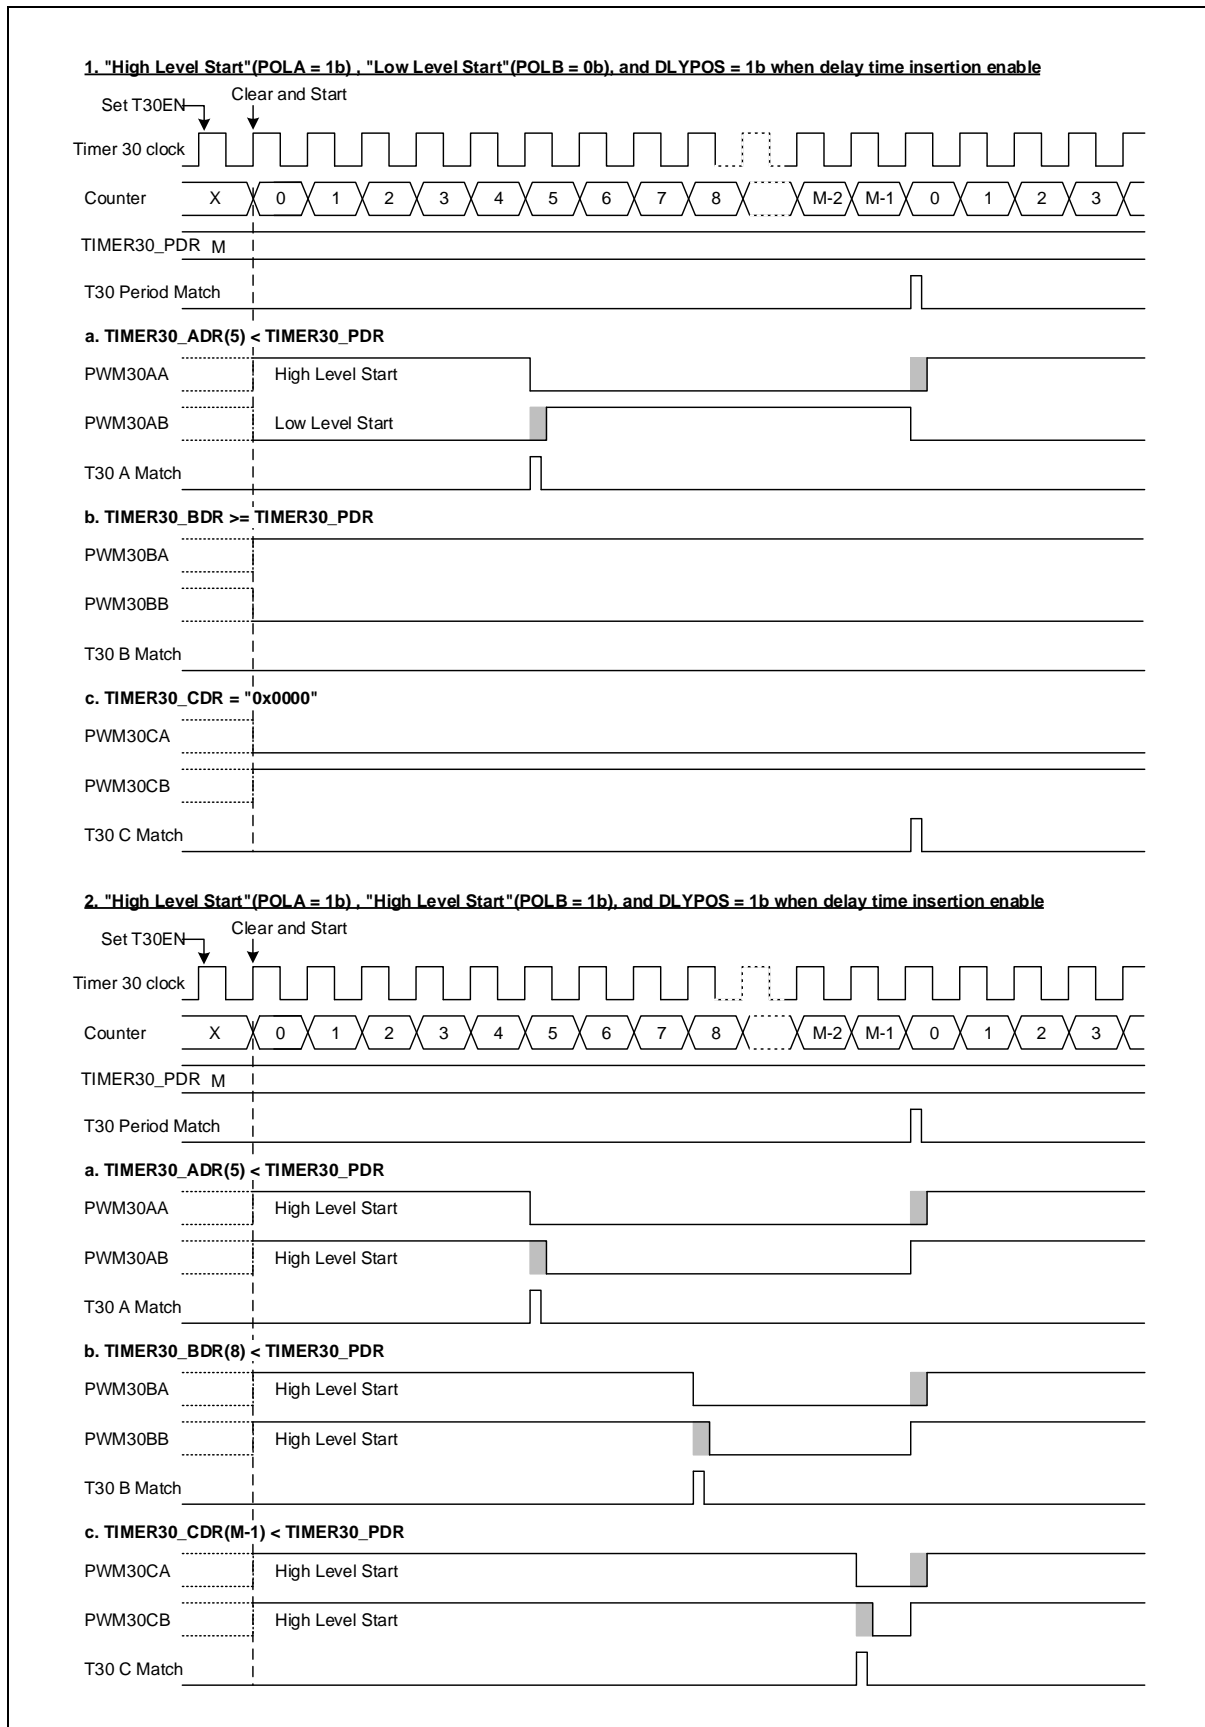 1. "High Level Start"(POLA = 1b) , "Low Level Start"(POLB = 0b), and DLYPOS = 1b when delay time insertion enable
Set T30EN Clear and Start
Timer 30 clock
Counter X 0 1 2 3 4 5 6 7 8 M-2 M-1 0 1 2 3
TIMER30_PDR M
T30 Period Match
a. TIMER30_ADR(5) < TIMER30_PDR
PWM30AA High Level Start
PWM30AB Low Level Start
T30 A Match
b. TIMER30_BDR >= TIMER30_PDR
PWM30BA
PWM30BB
T30 B Match
c. TIMER30_CDR = "0x0000"
PWM30CA
PWM30CB
T30 C Match
2. "High Level Start"(POLA = 1b) , "High Level Start"(POLB = 1b), and DLYPOS = 1b when delay time insertion enable
Set T30EN Clear and Start
Timer 30 clock
Counter X 0 1 2 3 4 5 6 7 8 M-2 M-1 0 1 2 3
TIMER30_PDR M
T30 Period Match
a. TIMER30_ADR(5) < TIMER30_PDR
PWM30AA High Level Start
PWM30AB High Level Start
T30 A Match
b. TIMER30_BDR(8) < TIMER30_PDR
PWM30BA High Level Start
PWM30BB High Level Start
T30 B Match
c. TIMER30_CDR(M-1) < TIMER30_PDR
PWM30CA High Level Start
PWM30CB High Level Start
T30 C Match